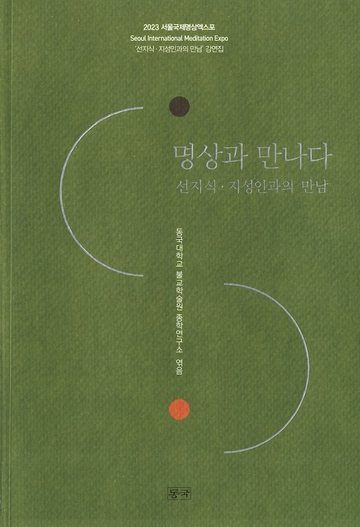 2023 서울국제명상엑스포
Seoul International Meditation Expo
'선지식 · 지성인과의 만남' 강연집
명상과 만나다
선지식 · 지성인과의 만남
동국대학교 불교학술원 종학연구소 엮음
동국